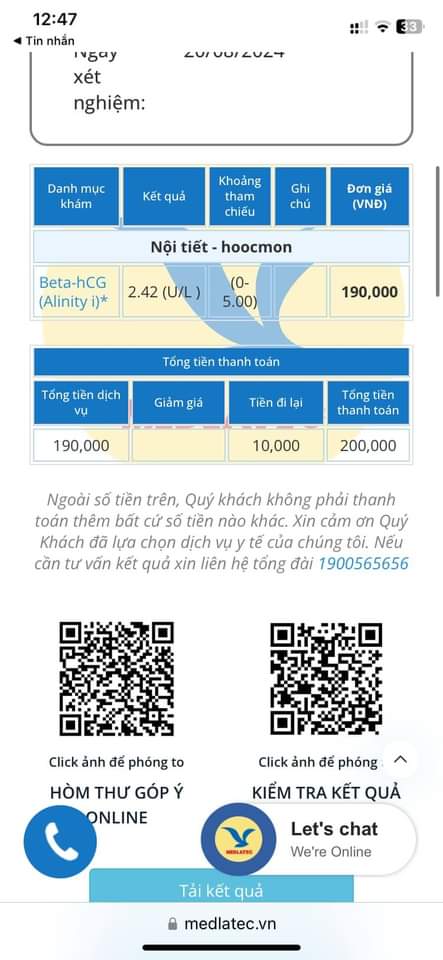 12:47
33
◀ Tin nhắn
Ngày
xét
nghiệm:
20/08/2024
Danh mục khám
Kết quả
Khoảng tham chiếu
Ghi chú
Đơn giá (VNĐ)
Nội tiết - hoocmon
Beta-hCG (Alinity i)*
2.42 (U/L )
(0-5.00)
190,000
Tổng tiền thanh toán
Tổng tiền dịch vụ
Giảm giá
Tiền đi lại
Tổng tiền thanh toán
190,000
10,000
200,000
Ngoài số tiền trên, Quý khách không phải thanh
toán thêm bất cứ số tiền nào khác. Xin cảm ơn Quý
Khách đã lựa chọn dịch vụ y tế của chúng tôi. Nếu
cần tư vấn kết quả xin liên hệ tổng đài 1900565656
Click ảnh để phóng to
Click ảnh để phóng
HÒM THƯ GÓP Ý
ONLINE
KIỂM TRA KẾT QUẢ
MEDLATEC
Let's chat
We're Online
Tải kết quả
medlatec.vn